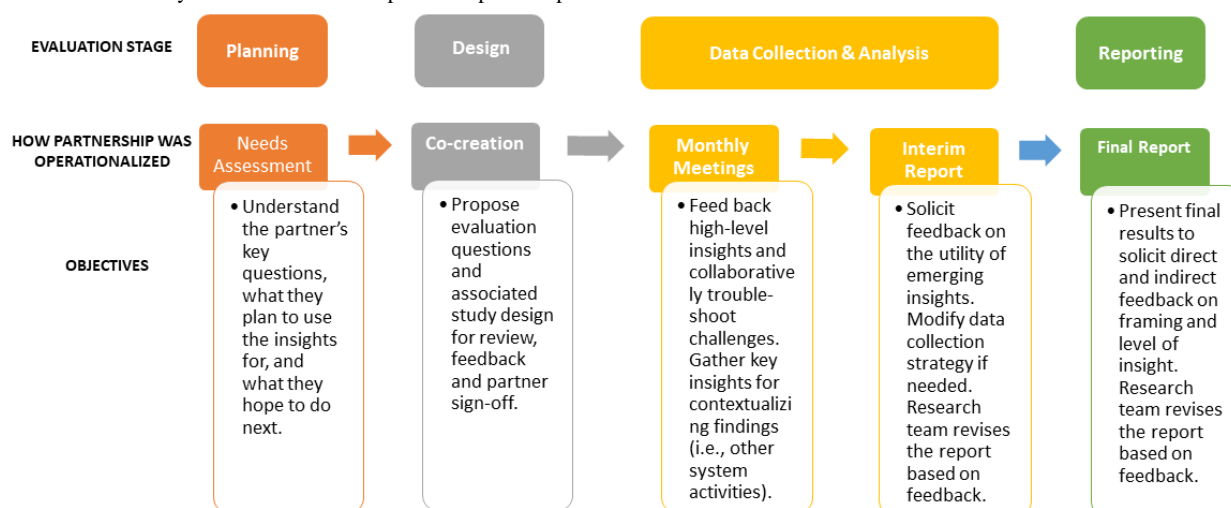 EVALUATION STAGE
Planning
Design
Data Collection & Analysis
Reporting
HOW PARTNERSHIP WAS
OPERATIONALIZED
Needs
Assessment
Co-creation
Monthly
Meetings
Interim
Report
Final Report
OBJECTIVES
• Understand
the partner's
key
questions,
what they
plan to use
the insights
for, and
what they
hope to do
next.
• Propose
evaluation
questions
and
associated
study design
for review,
feedback
and partner
sign-off.
• Feed back
high-level
insights and
collaborative
ly trouble-
shoot
challenges.
Gather key
insights for
contextualizi
ng findings
(i.e., other
system
activities).
• Solicit
feedback on
the utility of
emerging
insights.
Modify data
collection
strategy if
needed.
Research
team revises
the report
based on
feedback.
• Present final
results to
solicit direct
and indirect
feedback on
framing and
level of
insight.
Research
team revises
the report
based on
feedback.